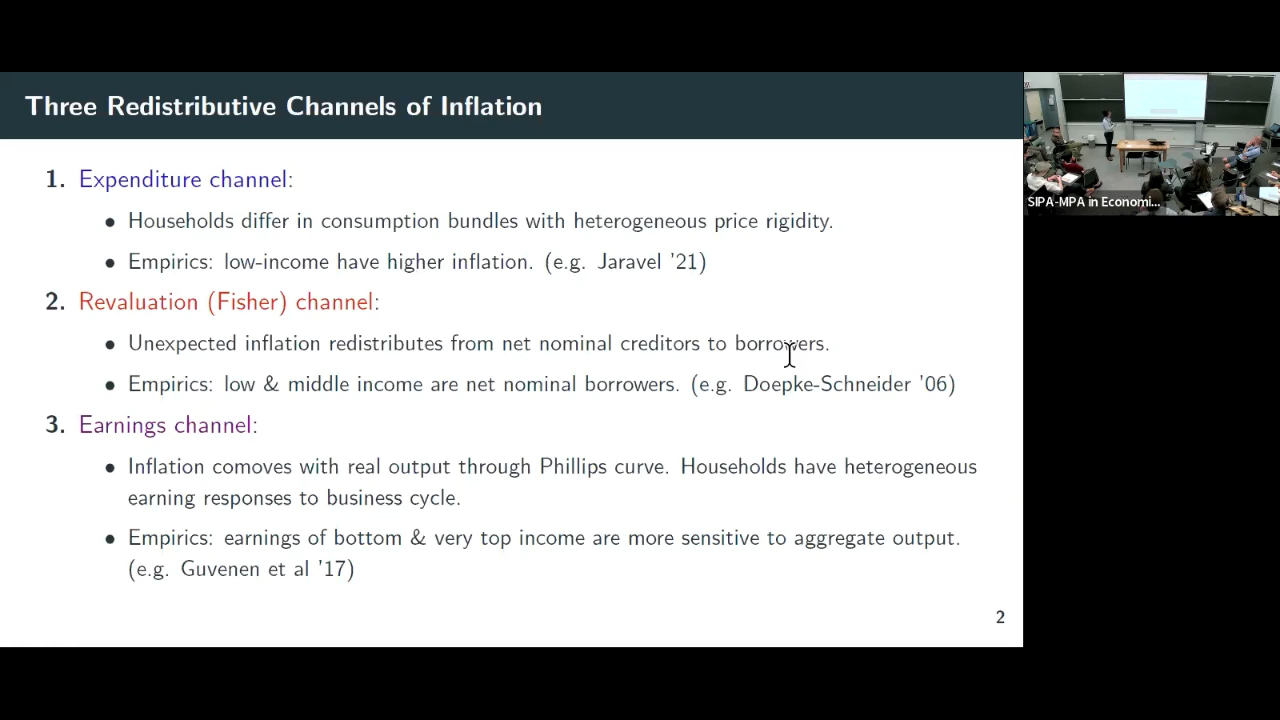 Three Redistributive Channels of Inflation
1. Expenditure channel:
• Households differ in consumption bundles with heterogeneous price rigidity.
• Empirics: low-income have higher inflation. (e.g. Jaravel '21)
2. Revaluation (Fisher) channel:
• Unexpected inflation redistributes from net nominal creditors to borrowers.
• Empirics: low & middle income are net nominal borrowers. (e.g. Doepke-Schneider '06)
3. Earnings channel:
• Inflation comoves with real output through Phillips curve. Households have heterogeneous
earning responses to business cycle.
• Empirics: earnings of bottom & very top income are more sensitive to aggregate output.
(e.g. Guvenen et al '17)
2
SIPA-MPA in Economi...